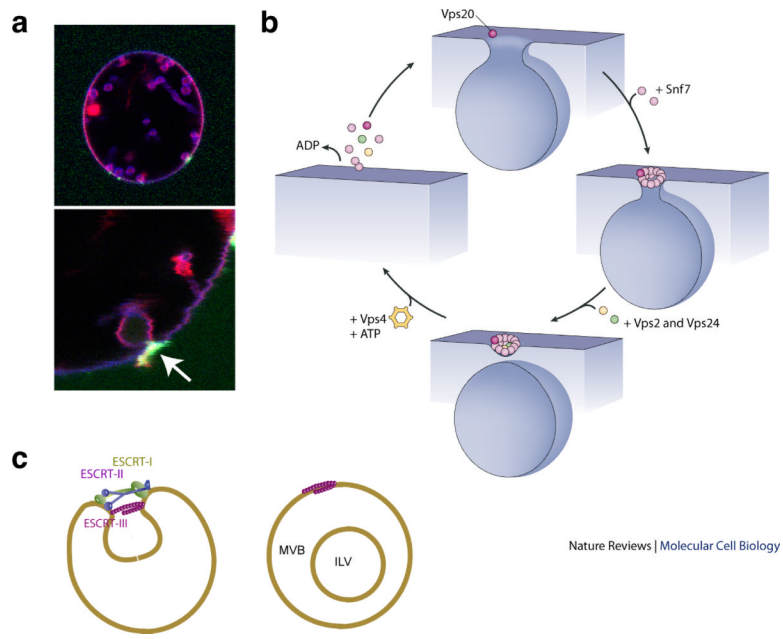 a
b
Vps20
+ Snf7
ADP
+ Vps4
+ ATP
+ Vps2 and Vps24
c
ESCRT-I
ESCRT-II
ESCRT-III
MVB
ILV
Nature Reviews | Molecular Cell Biology